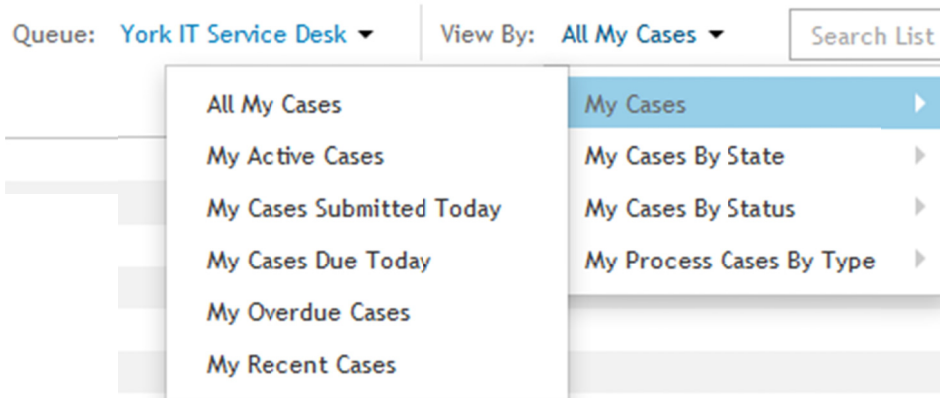 Queue: York IT Service Desk View By: All My Cases Search List
All My Cases My Cases
My Active Cases My Cases By State
My Cases Submitted Today My Cases By Status
My Cases Due Today My Process Cases By Type
My Overdue Cases
My Recent Cases